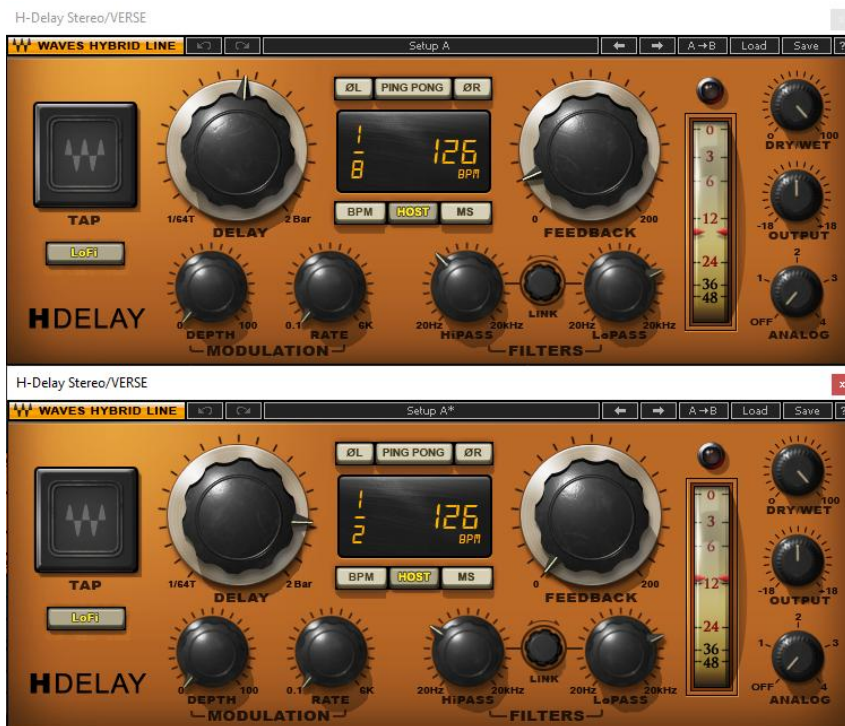 H-Delay Stereo/VERSE
WAVES HYBRID LINE Setup A A→B Load Save ?
ØL PING PONG ØR
1/8 126 BPM
0 3 6 12 24 36 48
0 100
DRY/WET
TAP
1/64T 2 Bar
DELAY
BPM HOST MS
0 200
FEEDBACK
-18 +18
OUTPUT
LoFi
OFF 1 2 3 4
ANALOG
H DELAY
0 100
DEPTH
0.1 6K
RATE
MODULATION
20Hz 20kHz
HiPASS
LINK
20Hz 20kHz
LoPASS
FILTERS
H-Delay Stereo/VERSE
x
WAVES HYBRID LINE Setup A* A→B Load Save ?
ØL PING PONG ØR
1/2 126 BPM
0 3 6 12 24 36 48
0 100
DRY/WET
TAP
1/64T 2 Bar
DELAY
BPM HOST MS
0 200
FEEDBACK
-18 +18
OUTPUT
LoFi
OFF 1 2 3 4
ANALOG
H DELAY
0 100
DEPTH
0.1 6K
RATE
MODULATION
20Hz 20kHz
HiPASS
LINK
20Hz 20kHz
LoPASS
FILTERS